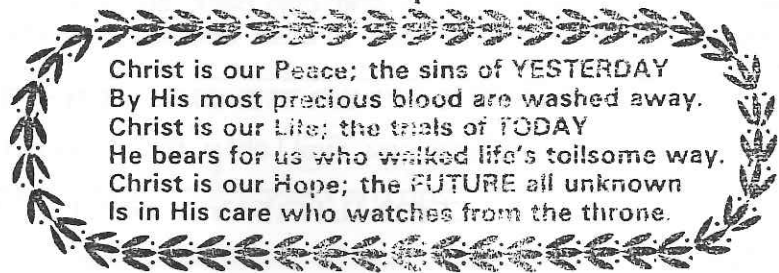 Christ is our Peace; the sins of YESTERDAY
By His most precious blood are washed away.
Christ is our Life; the trials of TODAY
He bears for us who walked life's toilsome way.
Christ is our Hope; the FUTURE all unknown
Is in His care who watches from the throne.